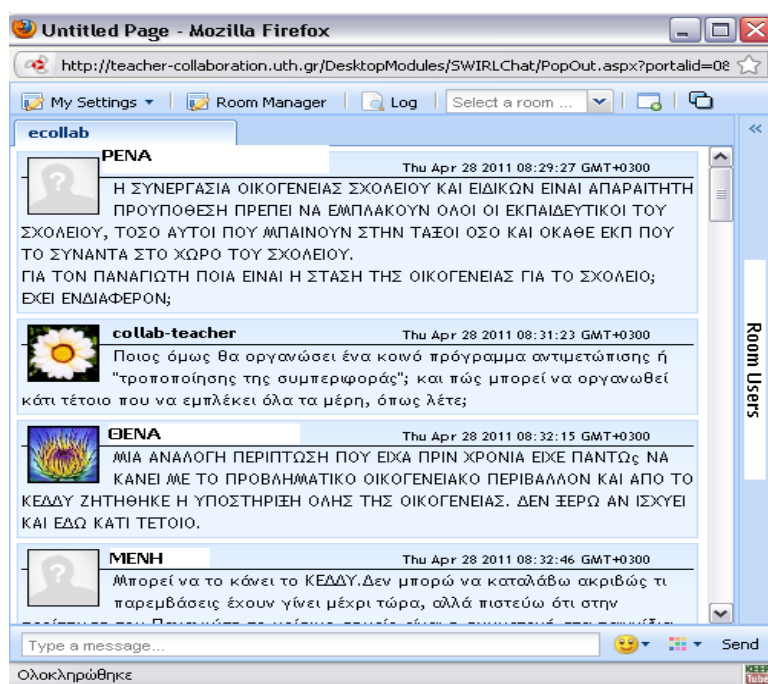 Untitled Page - Mozilla Firefox
http://teacher-collaboration.uth.gr/DesktopModules/SWIRLChat/PopOut.aspx?portalid=08
My Settings Room Manager Log Select a room ...
ecollab
ΡΕΝΑ
Thu Apr 28 2011 08:29:27 GMT+0300
Η ΣΥΝΕΡΓΑΣΙΑ ΟΙΚΟΓΕΝΕΙΑΣ ΣΧΟΛΕΙΟΥ ΚΑΙ ΕΙΔΙΚΩΝ ΕΙΝΑΙ ΑΠΑΡΑΙΤΗΤΗ
ΠΡΟΥΠΟΘΕΣΗ ΠΡΕΠΕΙ ΝΑ ΕΜΠΛΑΚΟΥΝ ΟΛΟΙ ΟΙ ΕΚΠΑΙΔΕΥΤΙΚΟΙ ΤΟΥ
ΣΧΟΛΕΙΟΥ, ΤΟΣΟ ΑΥΤΟΙ ΠΟΥ ΜΠΑΙΝΟΥΝ ΣΤΗΝ ΤΑΞΟΙ ΟΣΟ ΚΑΙ ΟΚΑΘΕ ΕΚΠ ΠΟΥ
ΤΟ ΣΥΝΑΝΤΑ ΣΤΟ ΧΩΡΟ ΤΟΥ ΣΧΟΛΕΙΟΥ.
ΓΙΑ ΤΟΝ ΠΑΝΑΓΙΩΤΗ ΠΟΙΑ ΕΙΝΑΙ Η ΣΤΑΣΗ ΤΗΣ ΟΙΚΟΓΕΝΕΙΑΣ ΓΙΑ ΤΟ ΣΧΟΛΕΙΟ;
ΕΧΕΙ ΕΝΔΙΑΦΕΡΟΝ;
collab-teacher
Thu Apr 28 2011 08:31:23 GMT+0300
Ποιος όμως θα οργανώσει ένα κοινό πρόγραμμα αντιμετώπισης ή
"τροποποίησης της συμπεριφοράς"; και πώς μπορεί να οργανωθεί
κάτι τέτοιο που να εμπλέκει όλα τα μέρη, όπως λέτε;
ΘΕΝΑ
Thu Apr 28 2011 08:32:15 GMT+0300
ΜΙΑ ΑΝΑΛΟΓΗ ΠΕΡΙΠΤΩΣΗ ΠΟΥ ΕΙΧΑ ΠΡΙΝ ΧΡΟΝΙΑ ΕΙΧΕ ΠΑΝΤΩς ΝΑ
ΚΑΝΕΙ ΜΕ ΤΟ ΠΡΟΒΛΗΜΑΤΙΚΟ ΟΙΚΟΓΕΝΕΙΑΚΟ ΠΕΡΙΒΑΛΛΟΝ ΚΑΙ ΑΠΟ ΤΟ
ΚΕΔΔΥ ΖΗΤΗΘΗΚΕ Η ΥΠΟΣΤΗΡΙΞΗ ΟΛΗΣ ΤΗΣ ΟΙΚΟΓΕΝΕΙΑΣ. ΔΕΝ ΞΕΡΩ ΑΝ ΙΣΧΥΕΙ
ΚΑΙ ΕΔΩ ΚΑΤΙ ΤΕΤΟΙΟ.
ΜΕΝΗ
Thu Apr 28 2011 08:32:46 GMT+0300
Μπορεί να το κάνει το ΚΕΔΔΥ.Δεν μπορώ να καταλάβω ακριβώς τι
παρεμβάσεις έχουν γίνει μέχρι τώρα, αλλά πιστεύω ότι στην
Room Users
Type a message...
Send
Ολοκληρώθηκε
KEEP
Tube